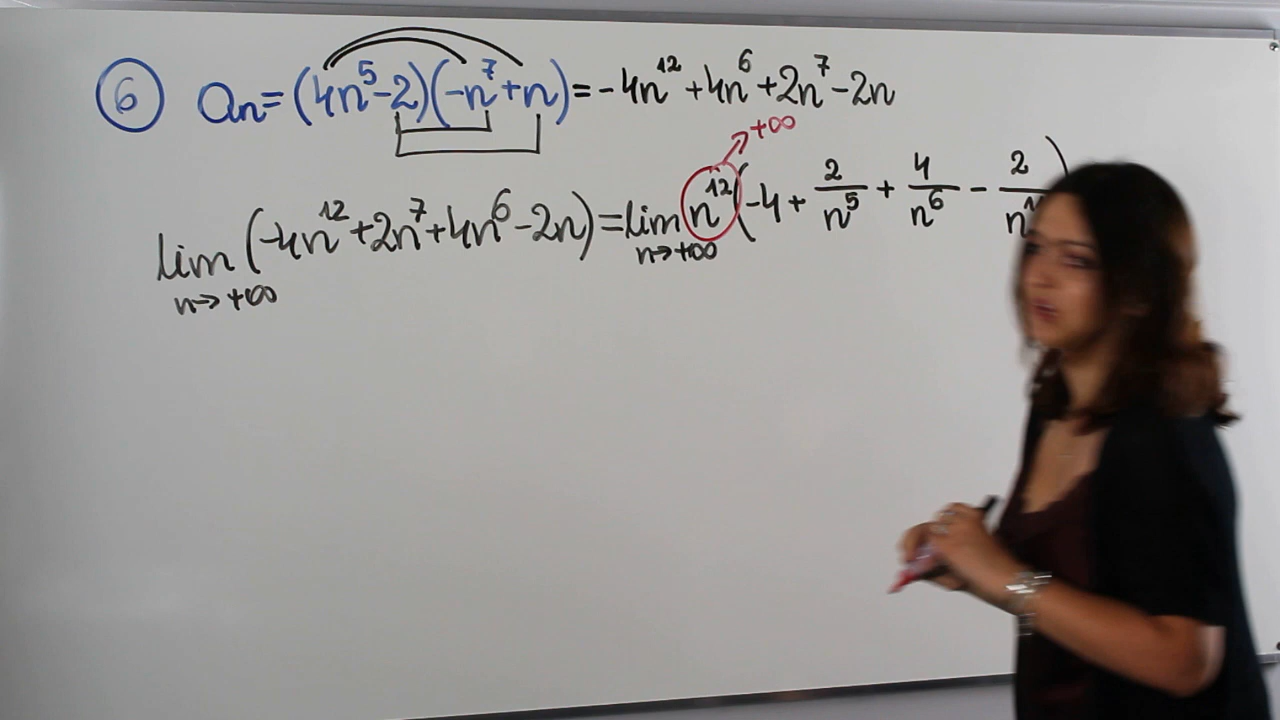 6 an=(4n⁵-2)(-n⁷+n)=-4n¹²+4n⁶+2n⁷-2n
+∞
lim (-4n¹²+2n⁷+4n⁶-2n)=lim n¹²(-4+2/n⁵+4/n⁶-2/n
n→+∞ n→+∞